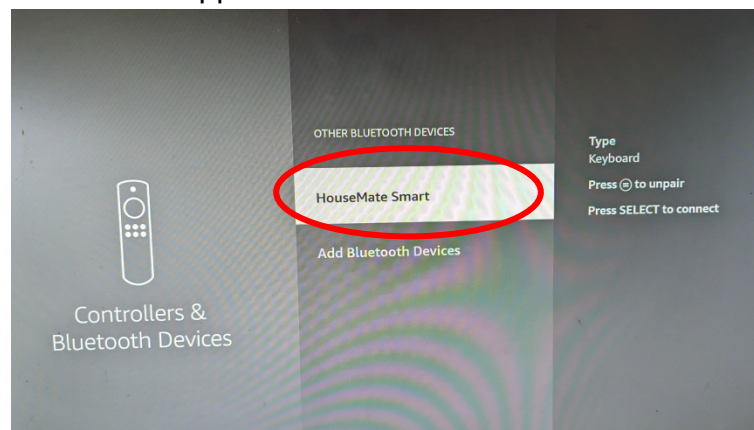 Controllers &
Bluetooth Devices
OTHER BLUETOOTH DEVICES
HouseMate Smart
Add Bluetooth Devices
Type
Keyboard
Press to unpair
Press SELECT to connect